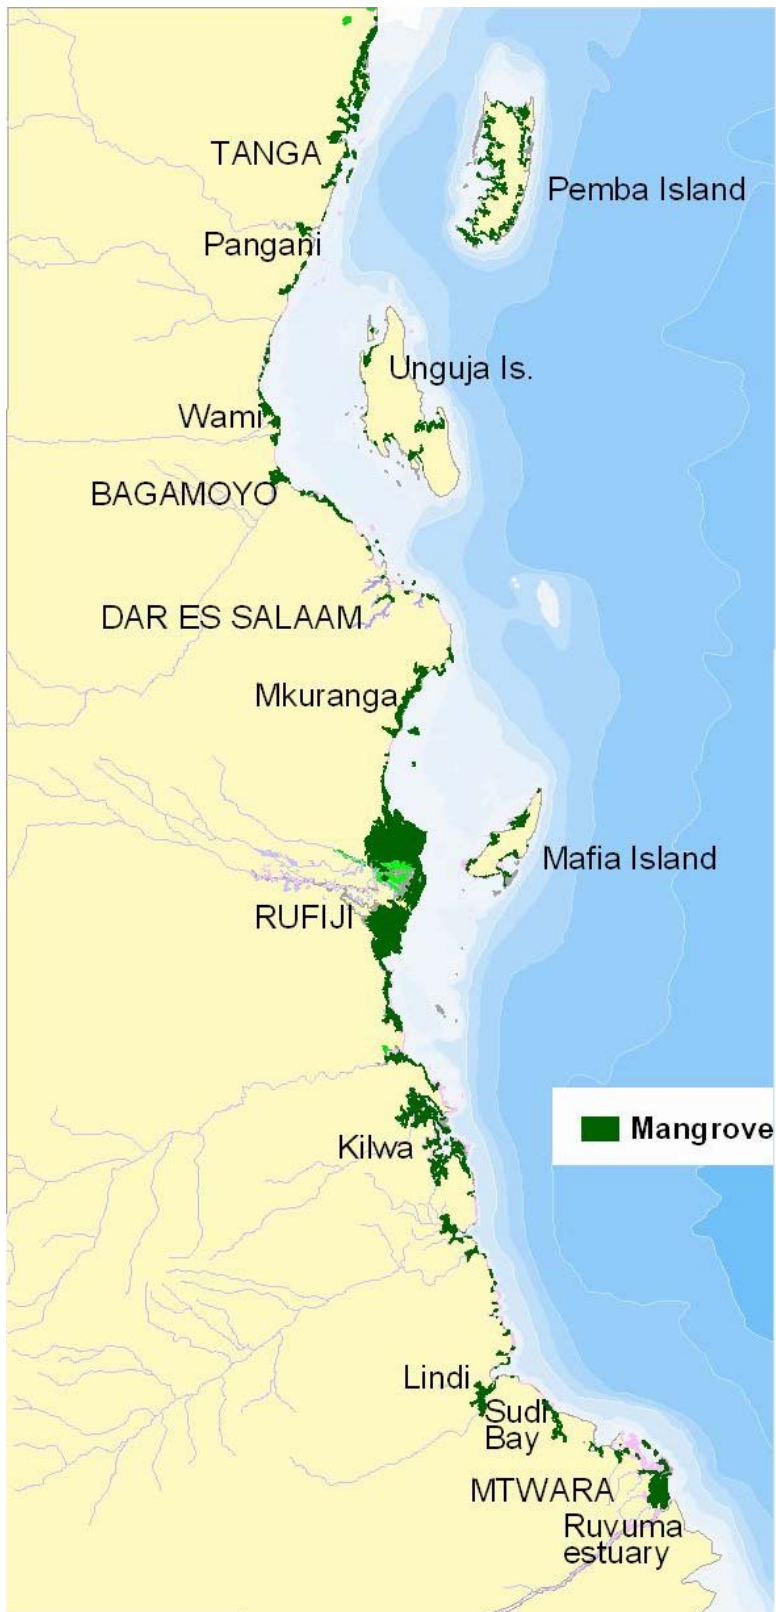 TANGA
Pemba Island
Pangani
Unguja Is.
Wami
BAGAMOYO
DAR ES SALAAM
Mkuranga
Mafia Island
RUFIJI
Mangrove
Kilwa
Lindi
Sudi
Bay
MTWARA
Ruvuma
estuary